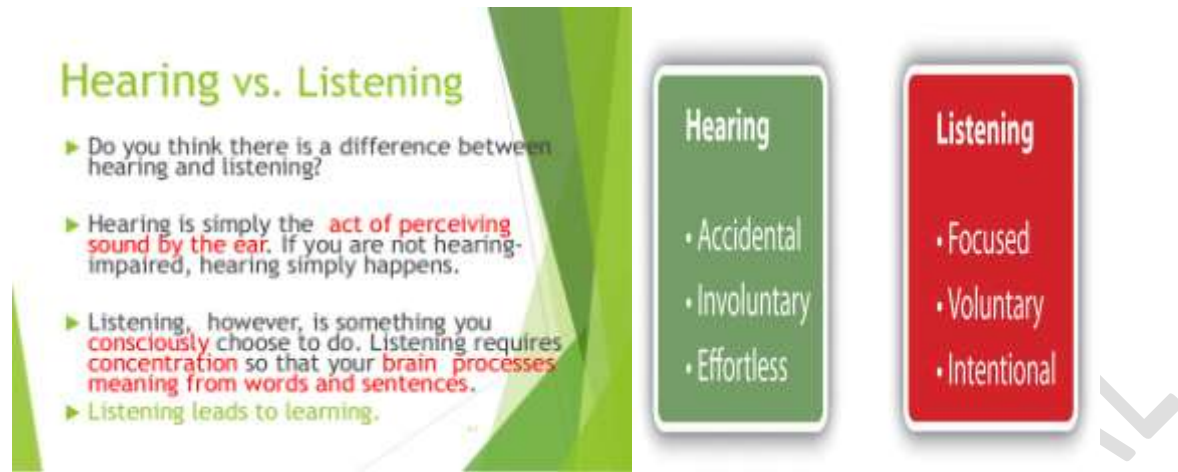 Hearing vs. Listening
▶ Do you think there is a difference between
hearing and listening?
▶ Hearing is simply the act of perceiving
sound by the ear. If you are not hearing-
impaired, hearing simply happens.
▶ Listening, however, is something you
consciously choose to do. Listening requires
concentration so that your brain processes
meaning from words and sentences.
▶ Listening leads to learning.
Hearing
• Accidental
• Involuntary
• Effortless
Listening
• Focused
• Voluntary
• Intentional